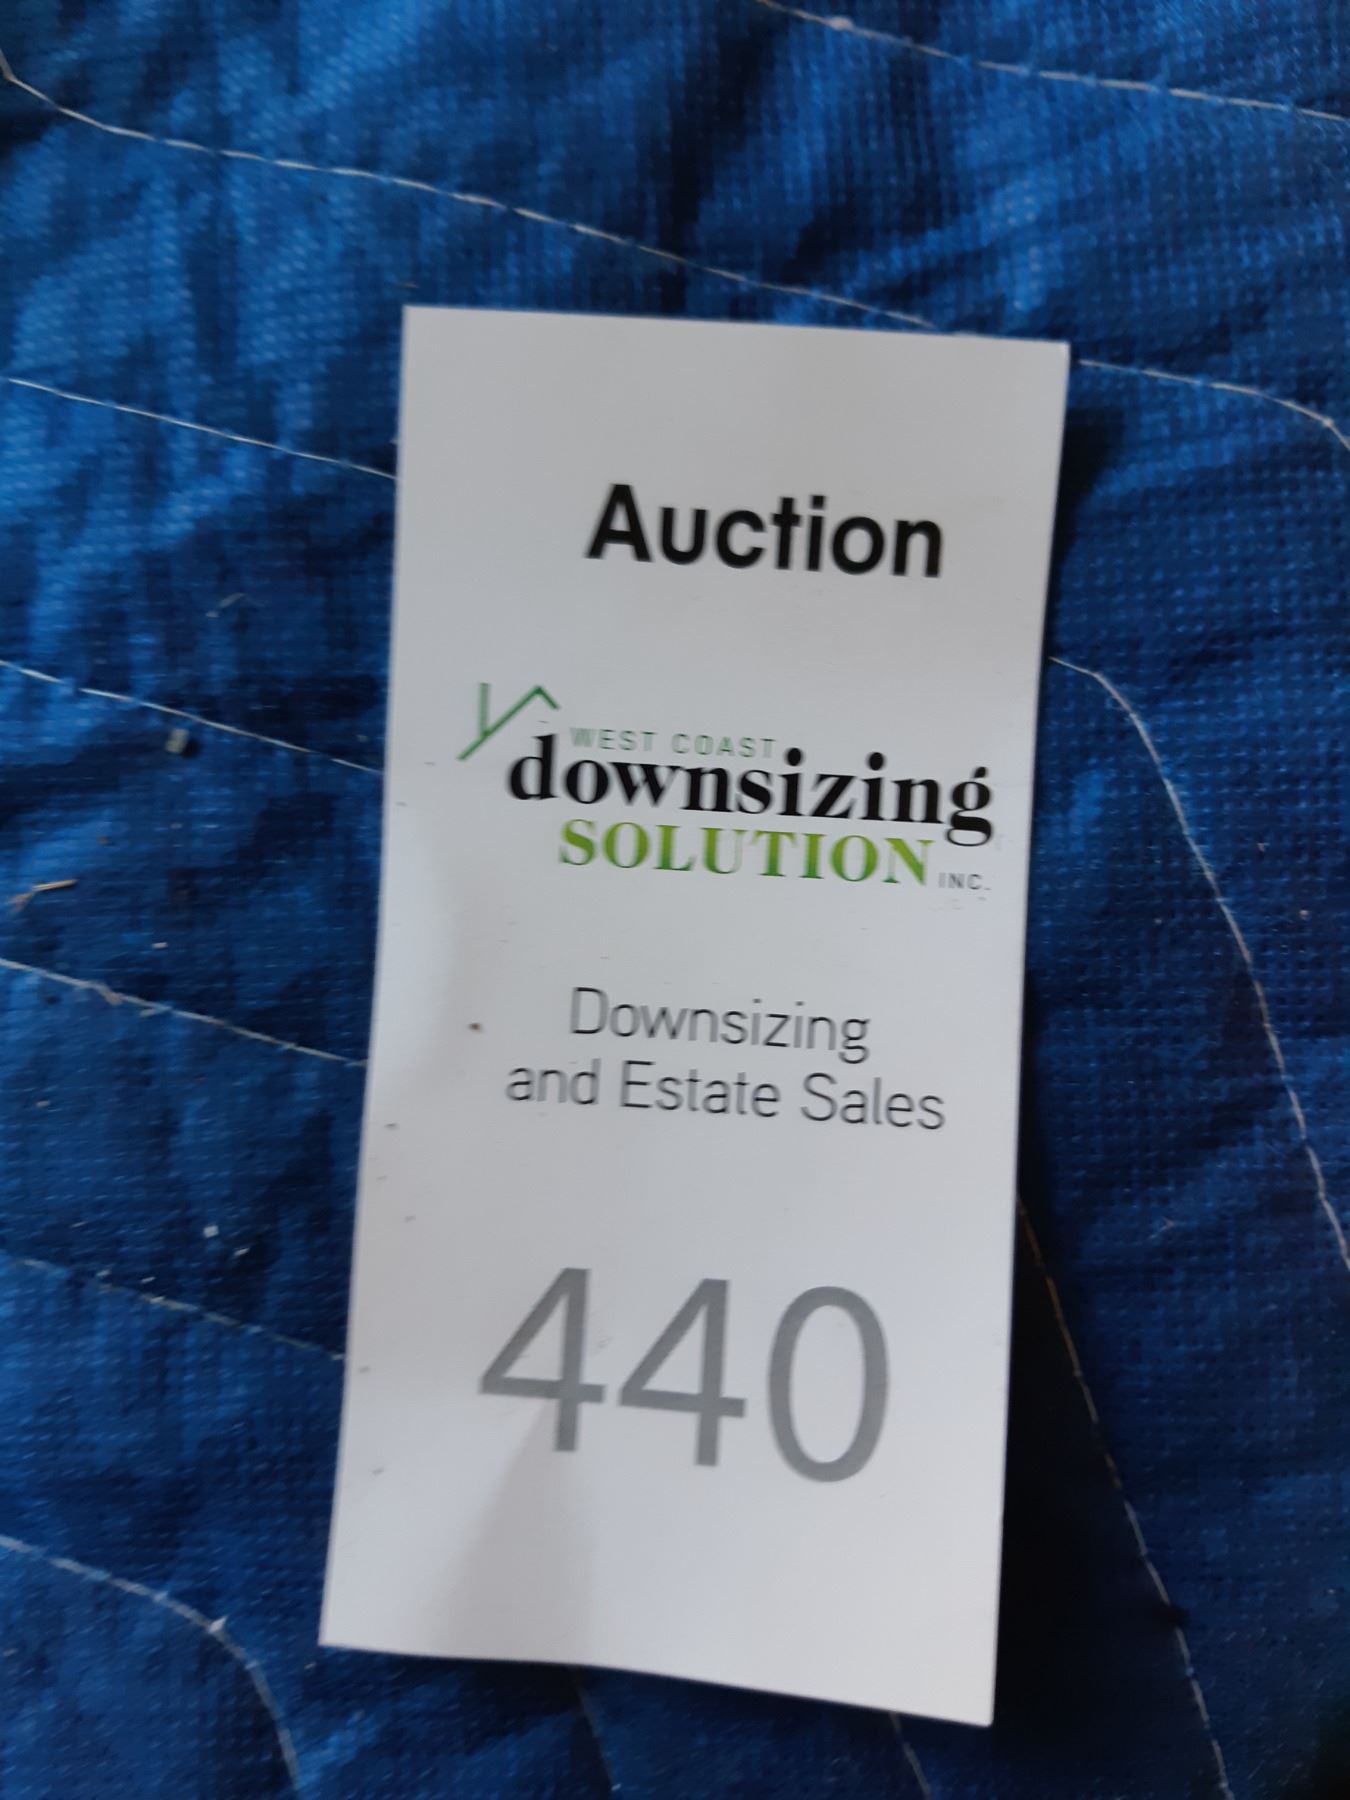 Auction
WEST COAST
downsizing
SOLUTION INC.
Downsizing
and Estate Sales
440